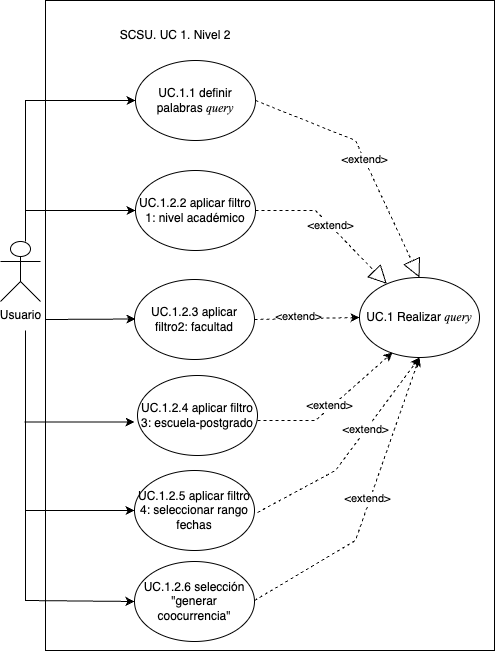 SCSU. UC 1. Nivel 2
UC.1.1 definir
palabras query
<extend>
UC.1.2.2 aplicar filtro
1: nivel académico
<extend>
Usuario
UC.1.2.3 aplicar
filtro2: facultad
<extend>
UC.1 Realizar query
UC.1.2.4 aplicar filtro
3: escuela-postgrado
<extend>
<extend>
UC.1.2.5 aplicar filtro
4: seleccionar rango
fechas
<extend>
UC.1.2.6 selección
"generar
coocurrencia"